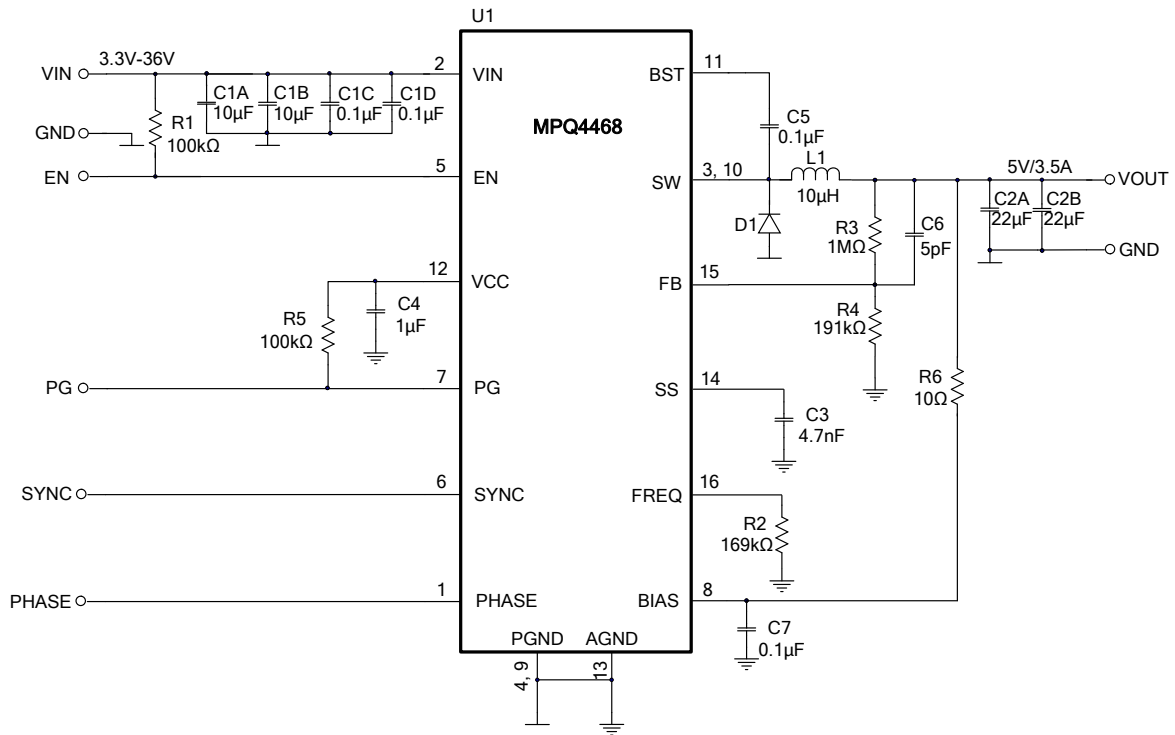 U1
MPQ4468
VIN
3.3V-36V
GND
EN
R1
100kΩ
C1A
10μF
C1B
10μF
C1C
0.1μF
C1D
0.1μF
2
VIN
5
EN
12
VCC
R5
100kΩ
C4
1μF
PG
7
PG
SYNC
6
SYNC
PHASE
1
PHASE
PGND
AGND
4, 9
13
BST
11
C5
0.1μF
SW
3, 10
L1
10μH
D1
R3
1MΩ
C6
5pF
5V/3.5A
VOUT
C2A
22μF
C2B
22μF
GND
FB
15
R4
191kΩ
R6
10Ω
SS
14
C3
4.7nF
FREQ
16
R2
169kΩ
BIAS
8
C7
0.1μF